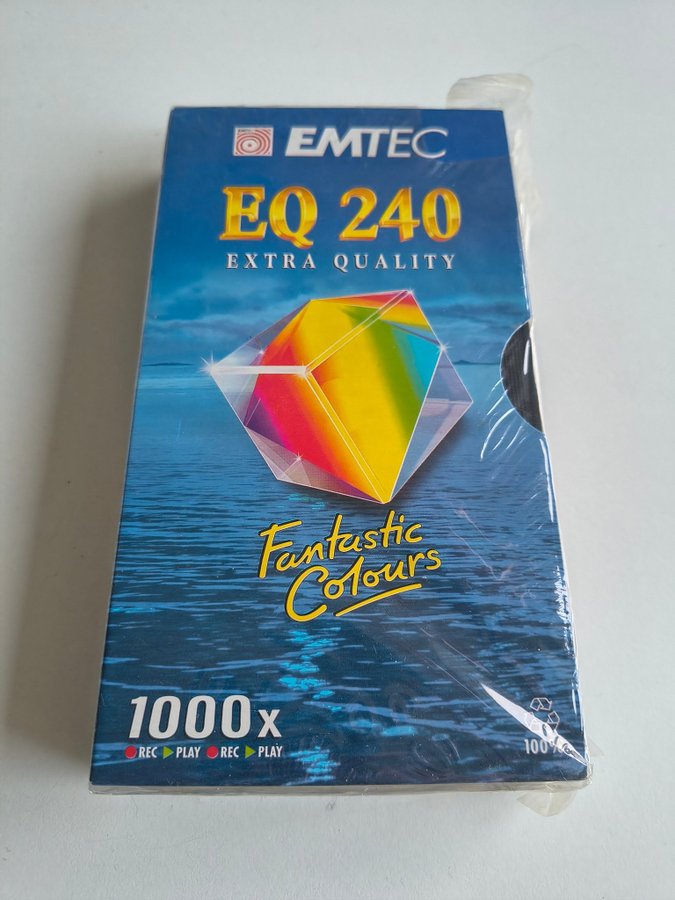 EMTEC
EQ 240
EXTRA QUALITY
Fantastic
Colours
1000x
REC PLAY REC PLAY
100%